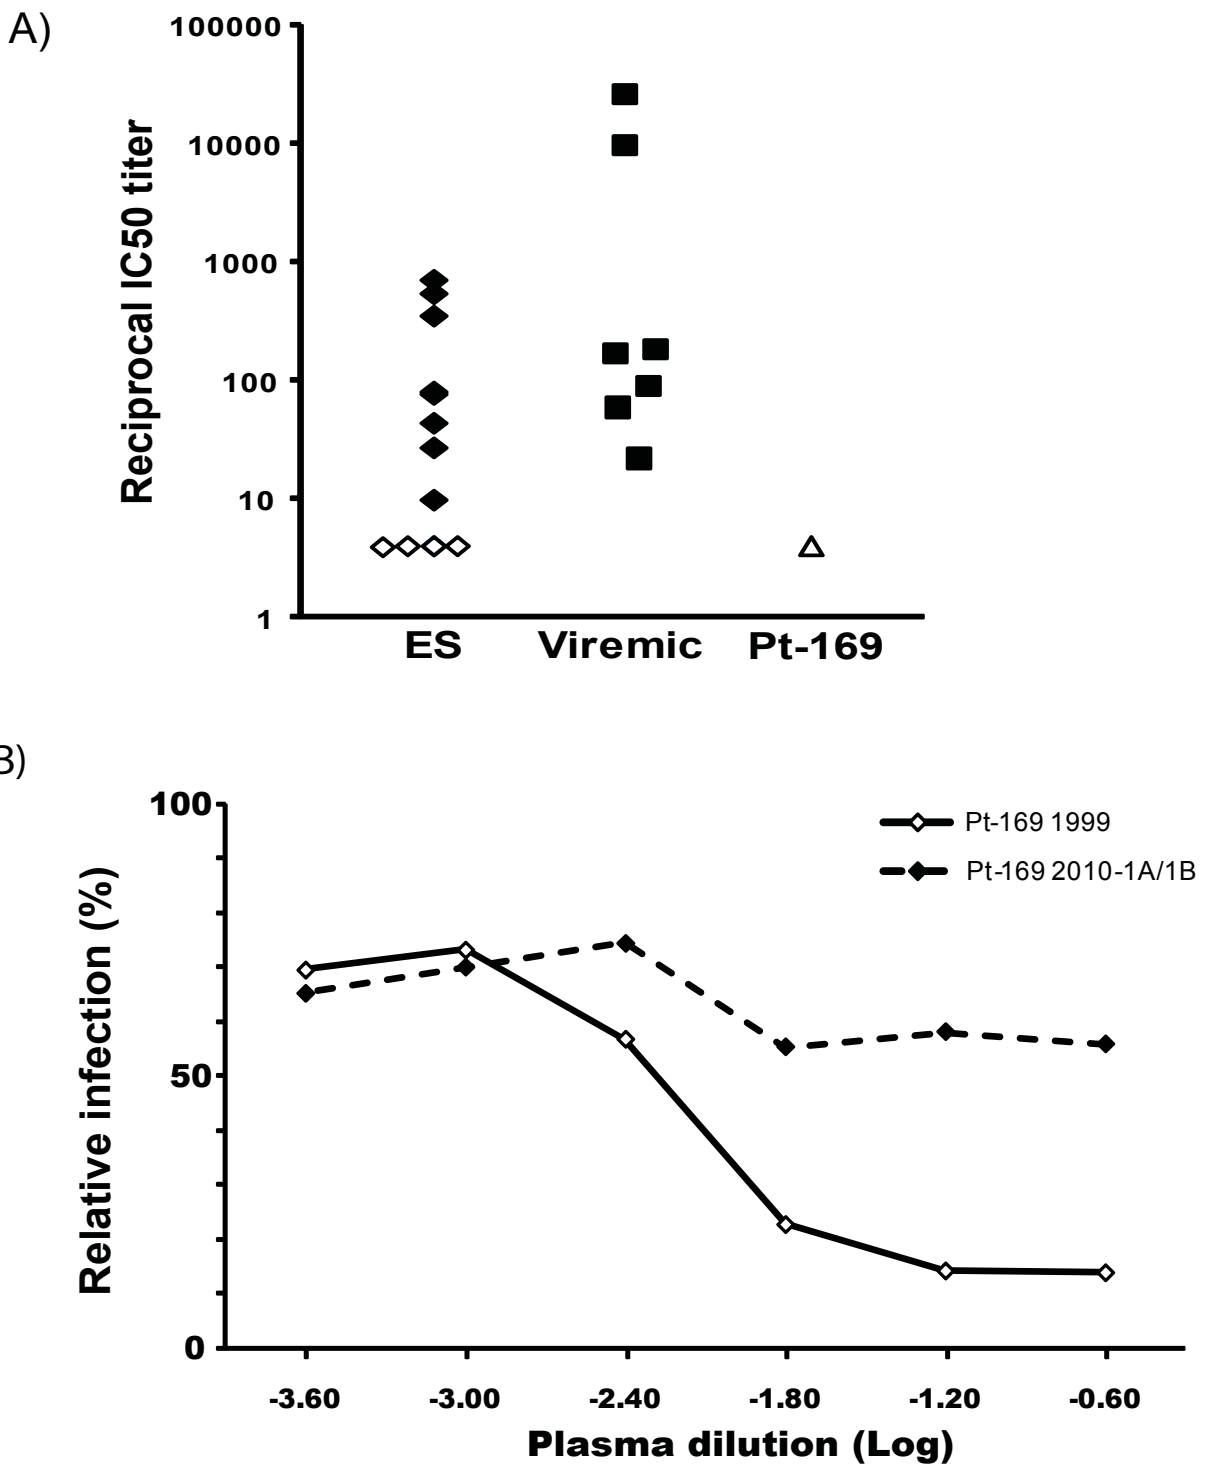 A)
Reciprocal IC50 titer
100000
10000
1000
100
10
1
ES Viremic Pt-169
B)
Relative infection (%)
100
50
0
Pt-169 1999
Pt-169 2010-1A/1B
-3.60 -3.00 -2.40 -1.80 -1.20 -0.60
Plasma dilution (Log)